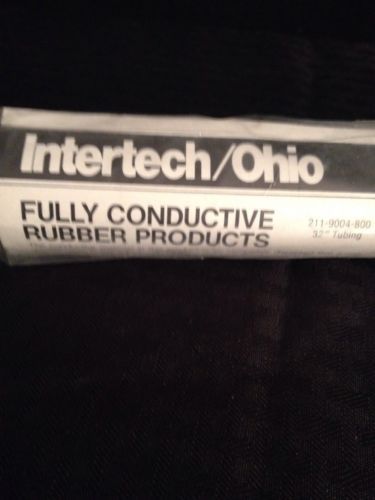 Intertech/Ohio
FULLY CONDUCTIVE
RUBBER PRODUCTS
211-9004-800
32" Tubing